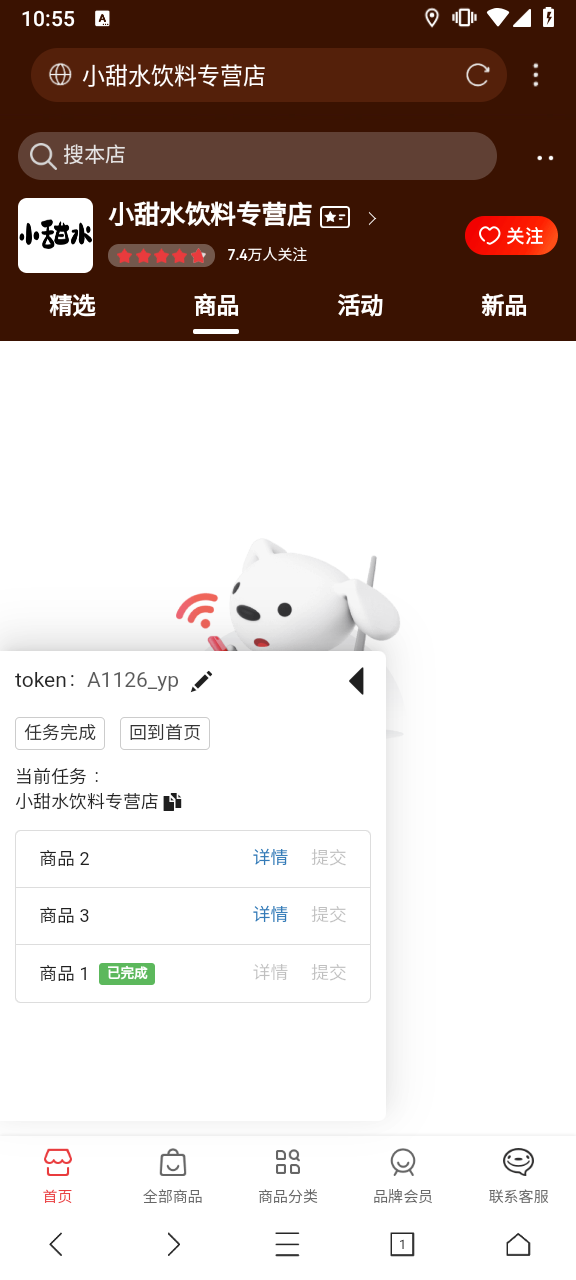 10:55
A
小甜水饮料专营店
搜本店
小甜水
小甜水饮料专营店
7.4万人关注
关注
精选
商品
活动
新品
token: A1126_yp
任务完成
回到首页
当前任务：
小甜水饮料专营店
商品 2 详情 提交
商品 3 详情 提交
商品 1 已完成 详情 提交
首页
全部商品
商品分类
品牌会员
联系客服
1